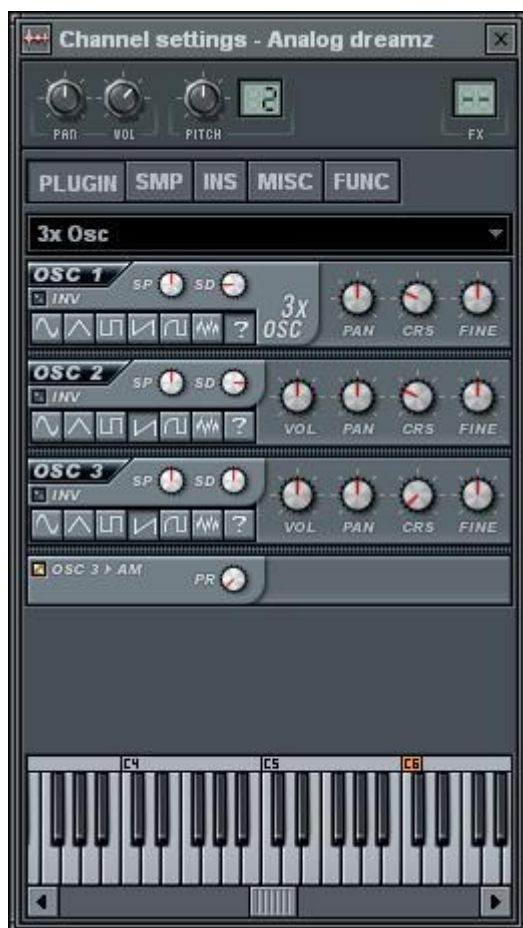 Channel settings - Analog dreamz
PAN VOL PITCH 2 -- FX
PLUGIN SMP INS MISC FUNC
3x Osc
OSC 1 SP SD
INV
3x OSC
? PAN CRS FINE
OSC 2 SP SD
INV
? VOL PAN CRS FINE
OSC 3 SP SD
INV
? VOL PAN CRS FINE
OSC 3 ▸ AM PR
C4 C5 C6